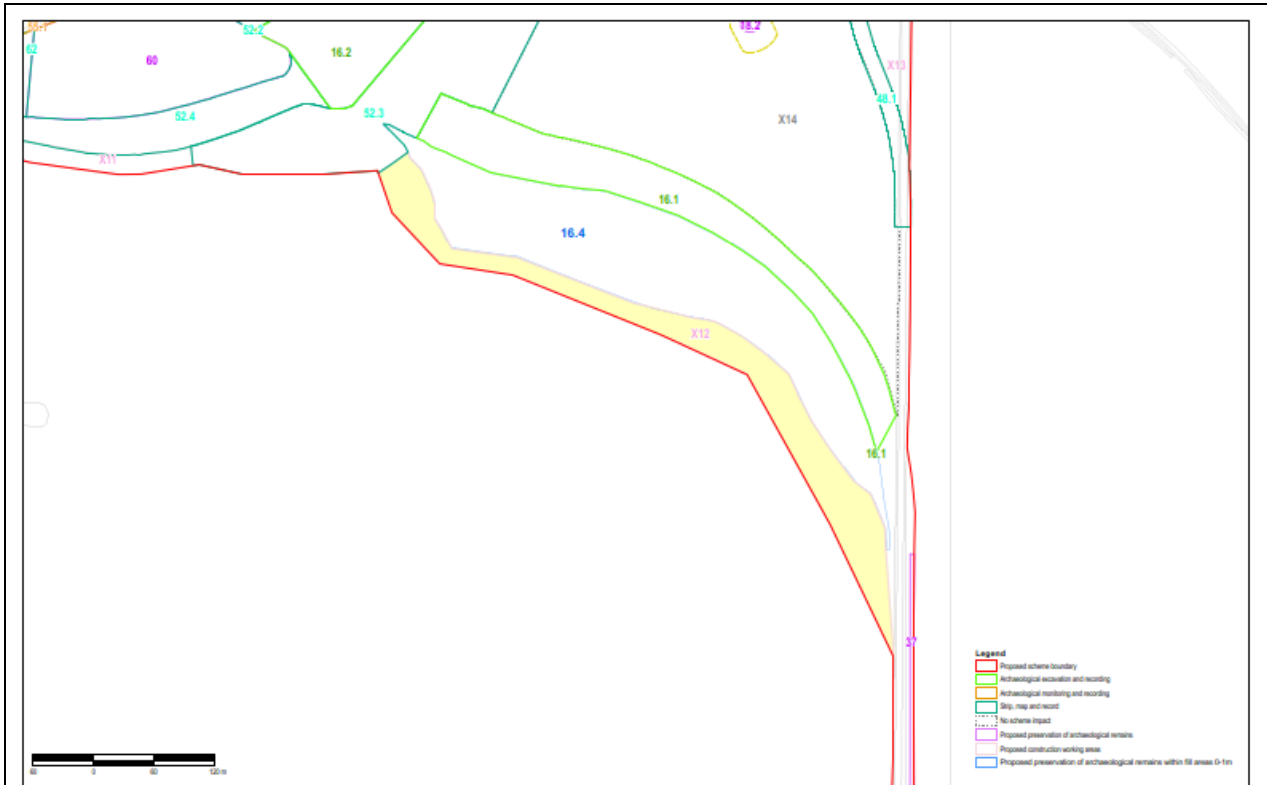 55.1
52.2
18.2
62
60
16.2
X13
48.1
52.4
52.3
X14
X11
16.1
16.4
X12
16.1
37
Legend
Proposed scheme boundary
Archaeological excavation and recording
Archaeological monitoring and recording
Strip, map and record
No scheme impact
Proposed preservation of archaeological remains
Proposed construction working areas
Proposed preservation of archaeological remains within fill areas 0-1m
60 0 60 120 m